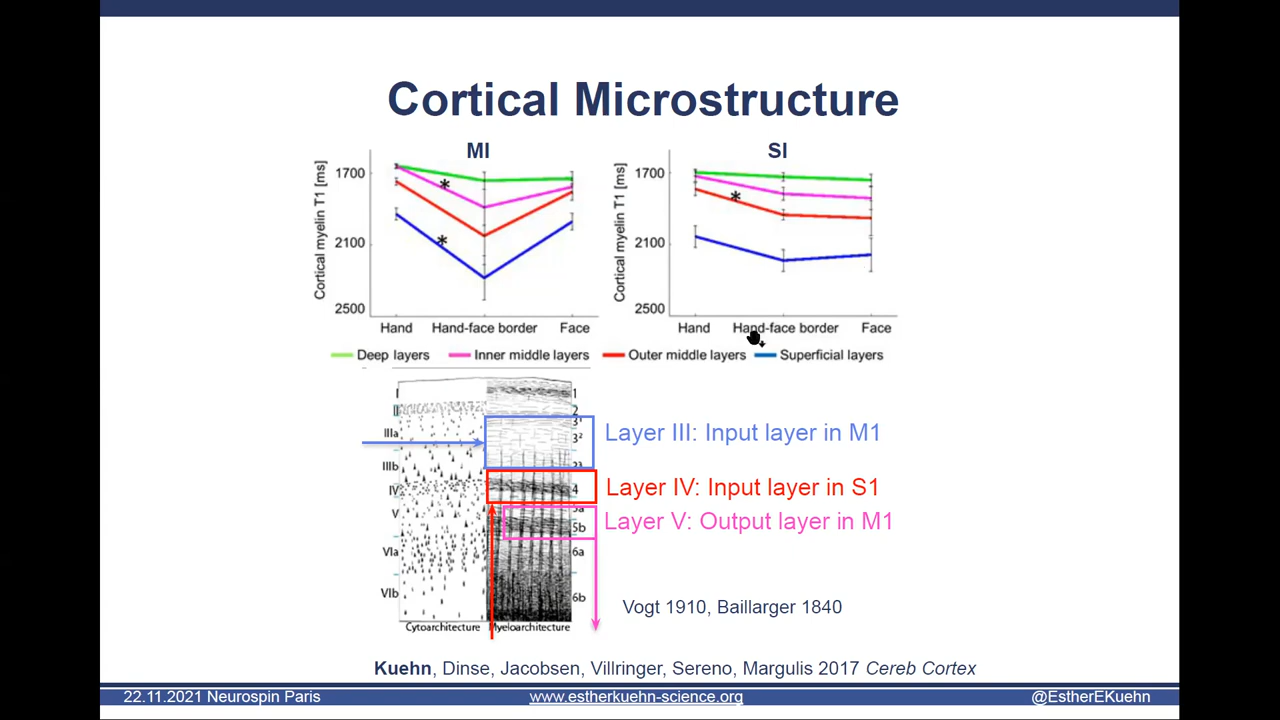 Cortical Microstructure
MI
SI
Cortical myelin T1 [ms]
1700
2100
2500
Hand
Hand-face border
Face
Cortical myelin T1 [ms]
1700
2100
2500
Hand
Hand-face border
Face
*
*
*
Deep layers
Inner middle layers
Outer middle layers
Superficial layers
I
II
IIIa
IIIb
IV
V
VIa
VIb
1
2
3¹
3²
3³
4
5a
5b
6a
6b
Cytoarchitecture
Myeloarchitecture
Layer III: Input layer in M1
Layer IV: Input layer in S1
Layer V: Output layer in M1
Vogt 1910, Baillarger 1840
Kuehn, Dinse, Jacobsen, Villringer, Sereno, Margulis 2017 Cereb Cortex
22.11.2021 Neurospin Paris
www.estherkuehn-science.org
@EstherEKuehn